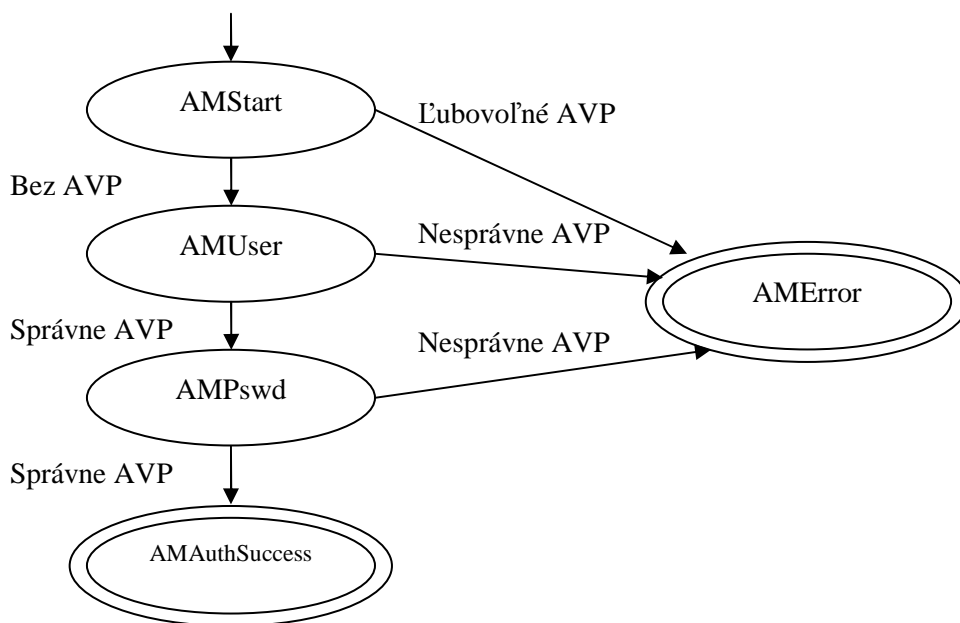 AMStart
Ľubovoľné AVP
Bez AVP
AMUser
Nesprávne AVP
AMError
Správne AVP
Nesprávne AVP
AMPswd
Správne AVP
AMAuthSuccess